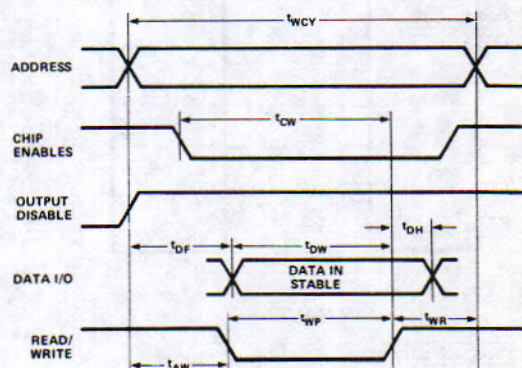 tWCY
ADDRESS
tCW
CHIP
ENABLES
OUTPUT
DISABLE
tDH
tDF
tDW
DATA I/O
DATA IN
STABLE
tWP
tWR
READ/
WRITE
tAW